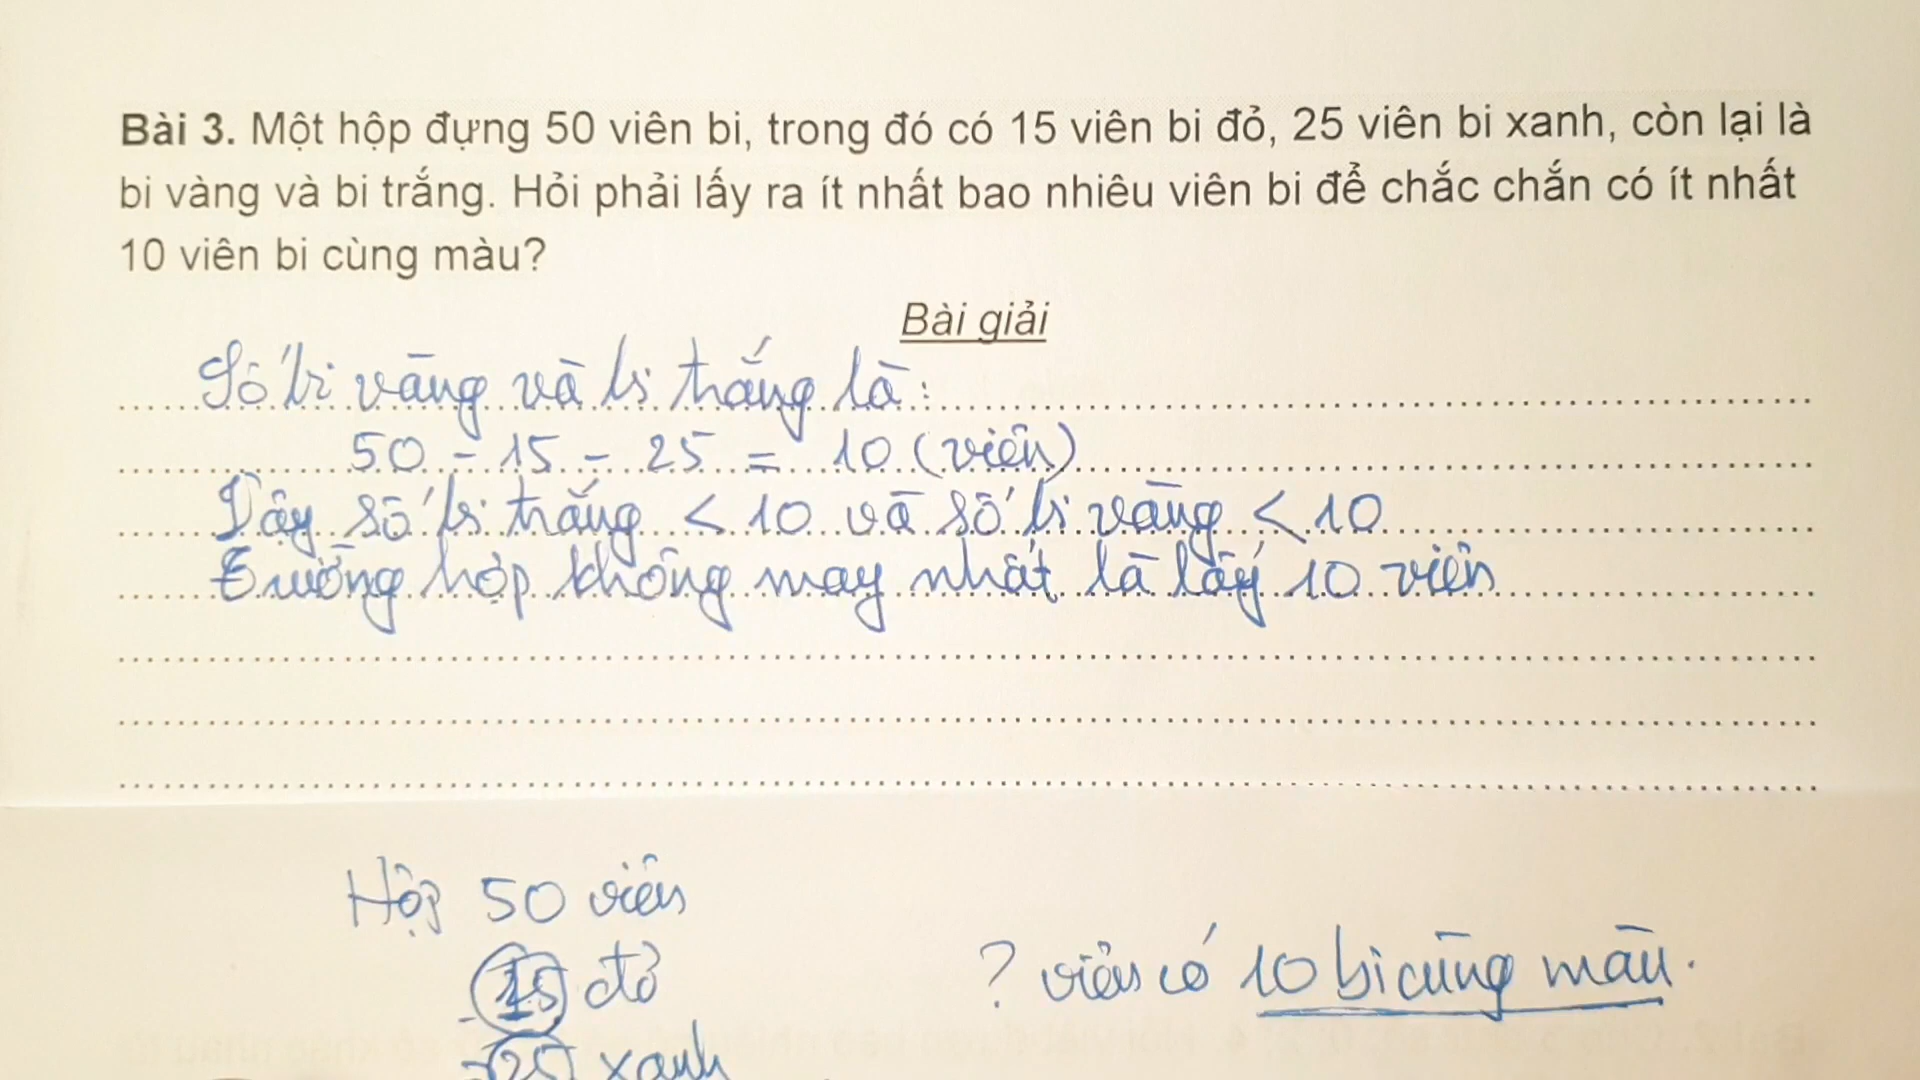 Bài 3. Một hộp đựng 50 viên bi, trong đó có 15 viên bi đỏ, 25 viên bi xanh, còn lại là
bi vàng và bi trắng. Hỏi phải lấy ra ít nhất bao nhiêu viên bi để chắc chắn có ít nhất
10 viên bi cùng màu?
Bài giải
Số bi vàng và bi trắng là:
50 - 15 - 25 = 10 (viên)
Vậy số bi trắng < 10 và số bi vàng < 10
Trường hợp không may nhất là lấy 10 viên
Hộp 50 viên
- 15 đỏ
? viên có 10 bi cùng màu.
- 25 xanh